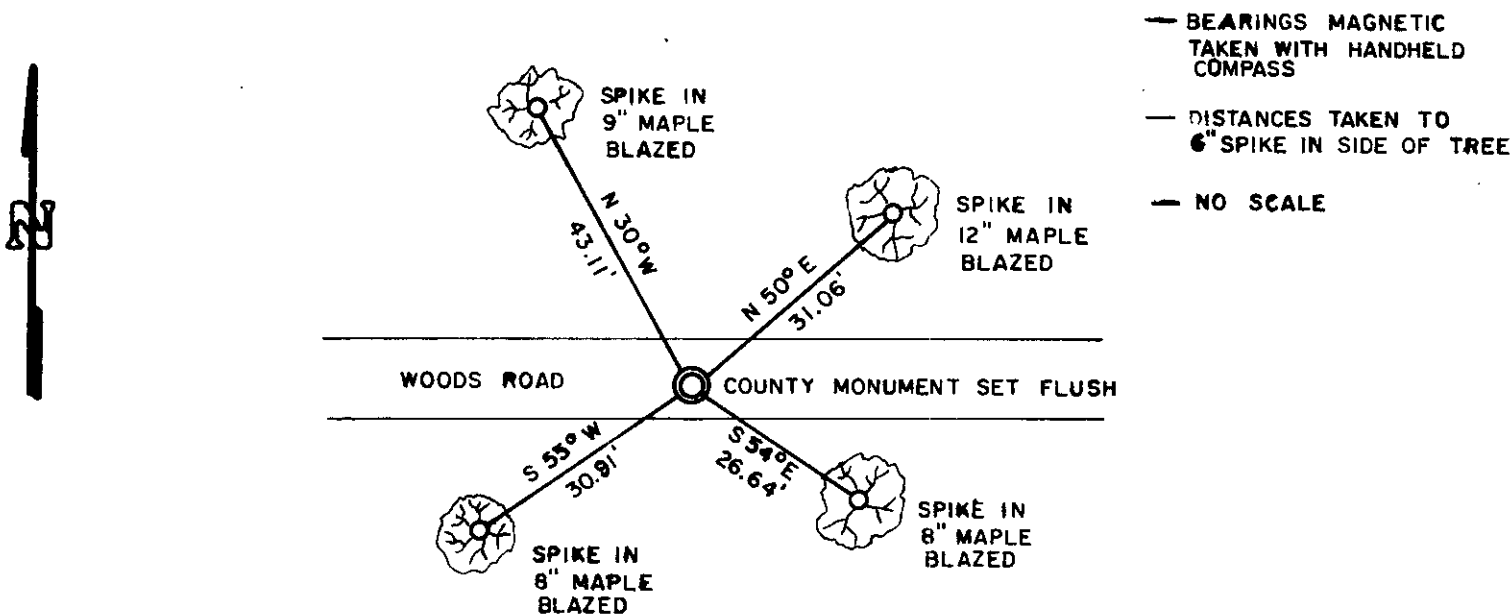 N
— BEARINGS MAGNETIC
TAKEN WITH HANDHELD
COMPASS
— DISTANCES TAKEN TO
6" SPIKE IN SIDE OF TREE
— NO SCALE
SPIKE IN
9" MAPLE
BLAZED
SPIKE IN
12" MAPLE
BLAZED
N 30° W
43.11'
N 50° E
31.06'
WOODS ROAD
COUNTY MONUMENT SET FLUSH
S 55° W
30.91'
S 54° E
26.64'
SPIKE IN
8" MAPLE
BLAZED
SPIKE IN
8" MAPLE
BLAZED